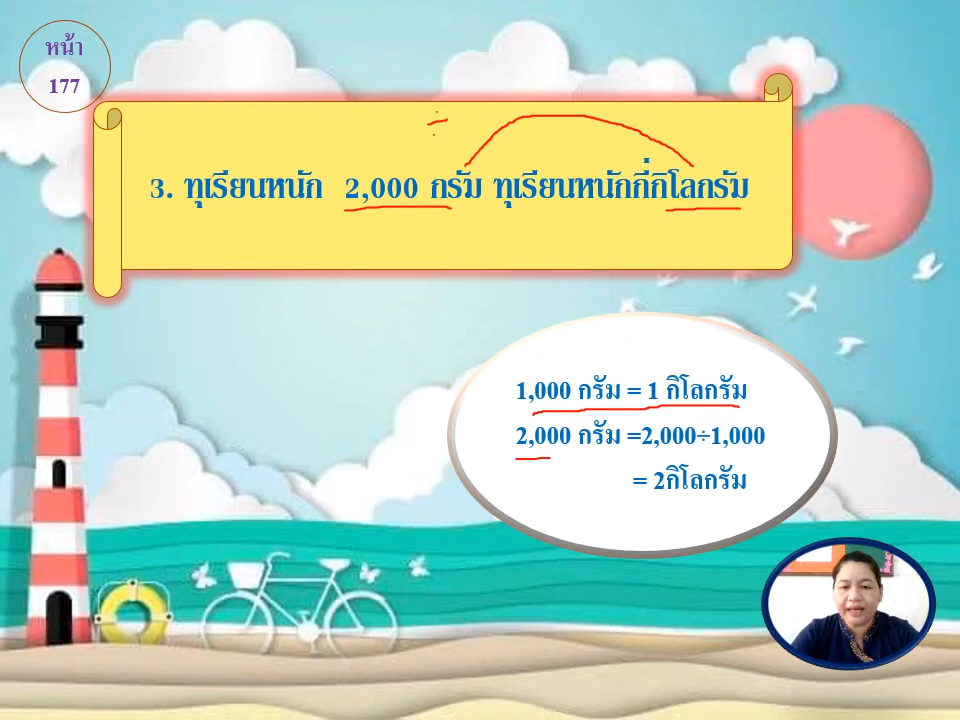 หน้า
177
3. ทุเรียนหนัก 2,000 กรัม ทุเรียนหนักกี่กิโลกรัม
1,000 กรัม = 1 กิโลกรัม
2,000 กรัม =2,000÷1,000
= 2กิโลกรัม